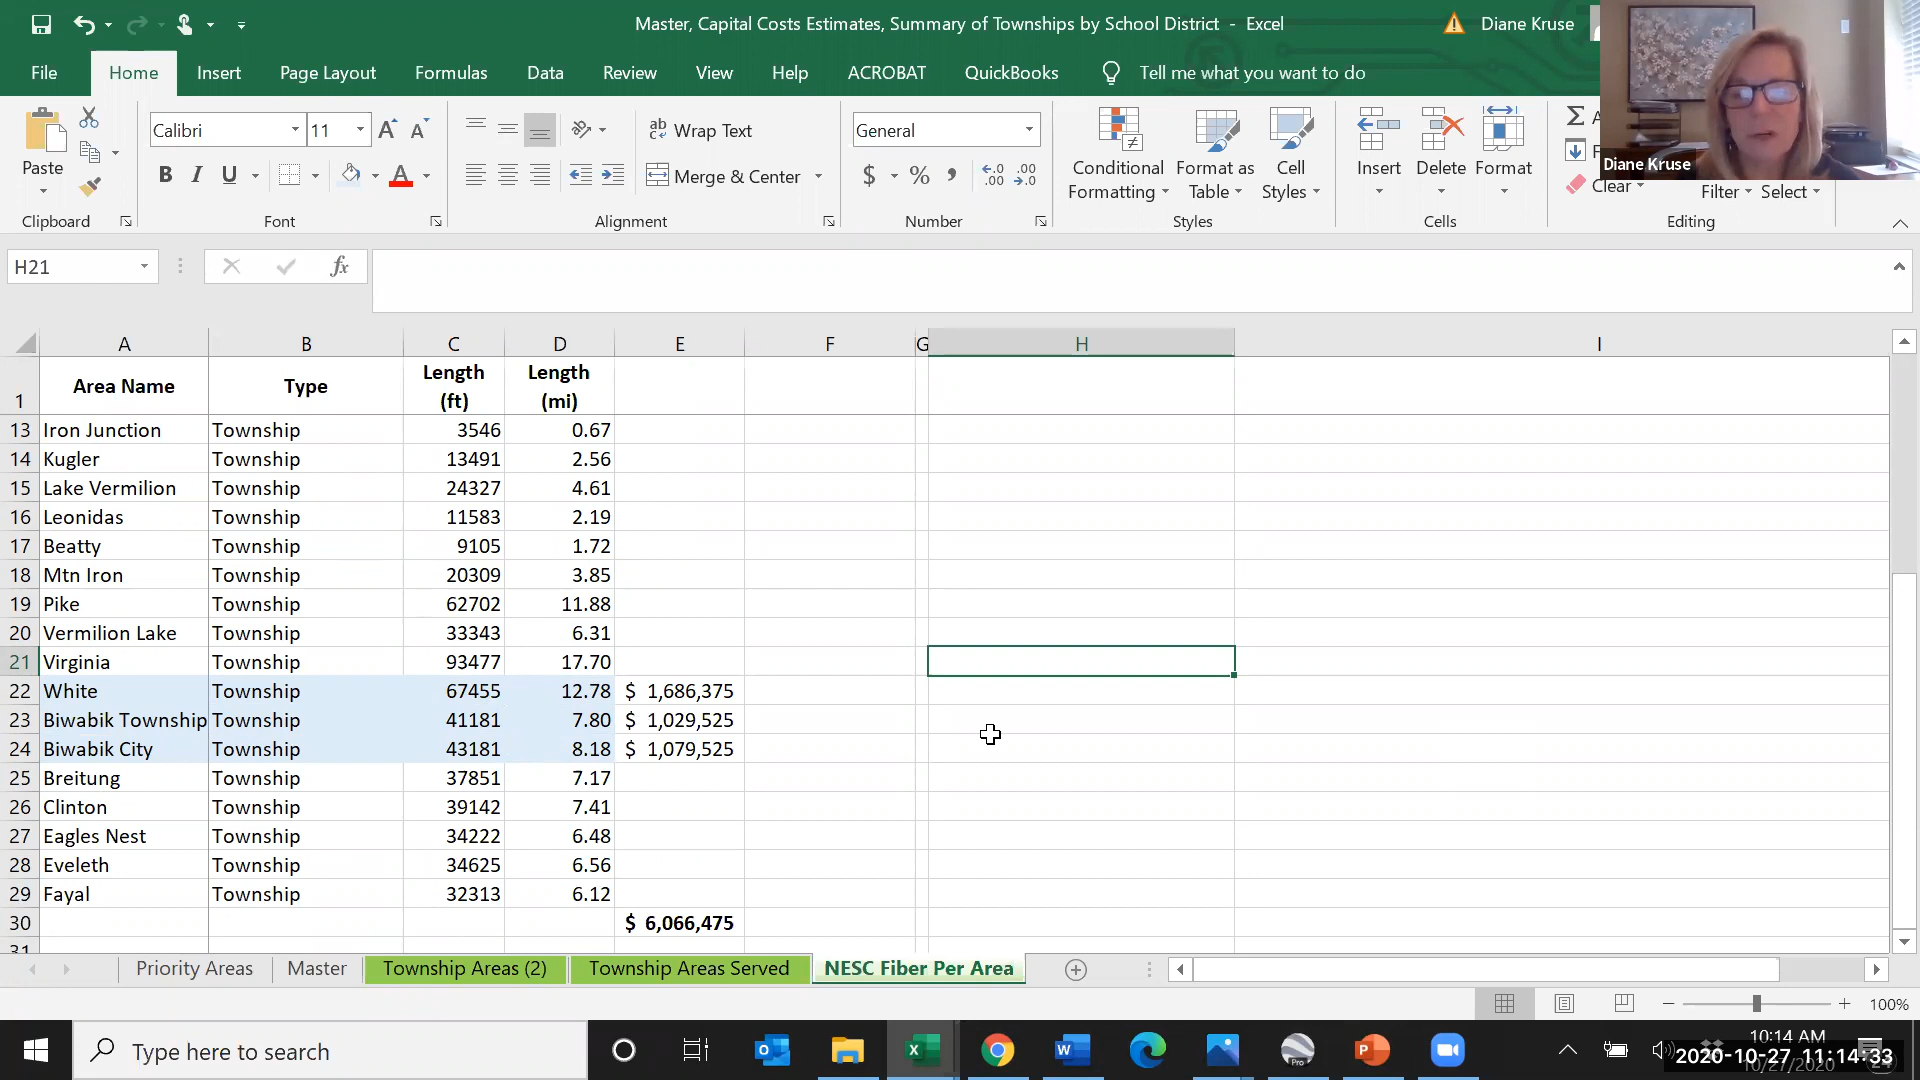 Master, Capital Costs Estimates, Summary of Townships by School District - Excel
Diane Kruse
File Home Insert Page Layout Formulas Data Review View Help ACROBAT QuickBooks Tell me what you want to do
Paste
Calibri 11
Wrap Text
Merge & Center
General
Conditional Formatting
Format as Table
Cell Styles
Insert
Delete
Format
Clear
Filter
Select
Clipboard Font Alignment Number Styles Cells Editing
Diane Kruse
H21
fx
A B C D E F G H I
1 Area Name Type Length (ft) Length (mi)
13 Iron Junction Township 3546 0.67
14 Kugler Township 13491 2.56
15 Lake Vermilion Township 24327 4.61
16 Leonidas Township 11583 2.19
17 Beatty Township 9105 1.72
18 Mtn Iron Township 20309 3.85
19 Pike Township 62702 11.88
20 Vermilion Lake Township 33343 6.31
21 Virginia Township 93477 17.70
22 White Township 67455 12.78 $ 1,686,375
23 Biwabik Township Township 41181 7.80 $ 1,029,525
24 Biwabik City Township 43181 8.18 $ 1,079,525
25 Breitung Township 37851 7.17
26 Clinton Township 39142 7.41
27 Eagles Nest Township 34222 6.48
28 Eveleth Township 34625 6.56
29 Fayal Township 32313 6.12
30 $ 6,066,475
31
Priority Areas Master Township Areas (2) Township Areas Served NESC Fiber Per Area
100%
Type here to search
10:14 AM
10/27/2020
2020-10-27 11:14:33